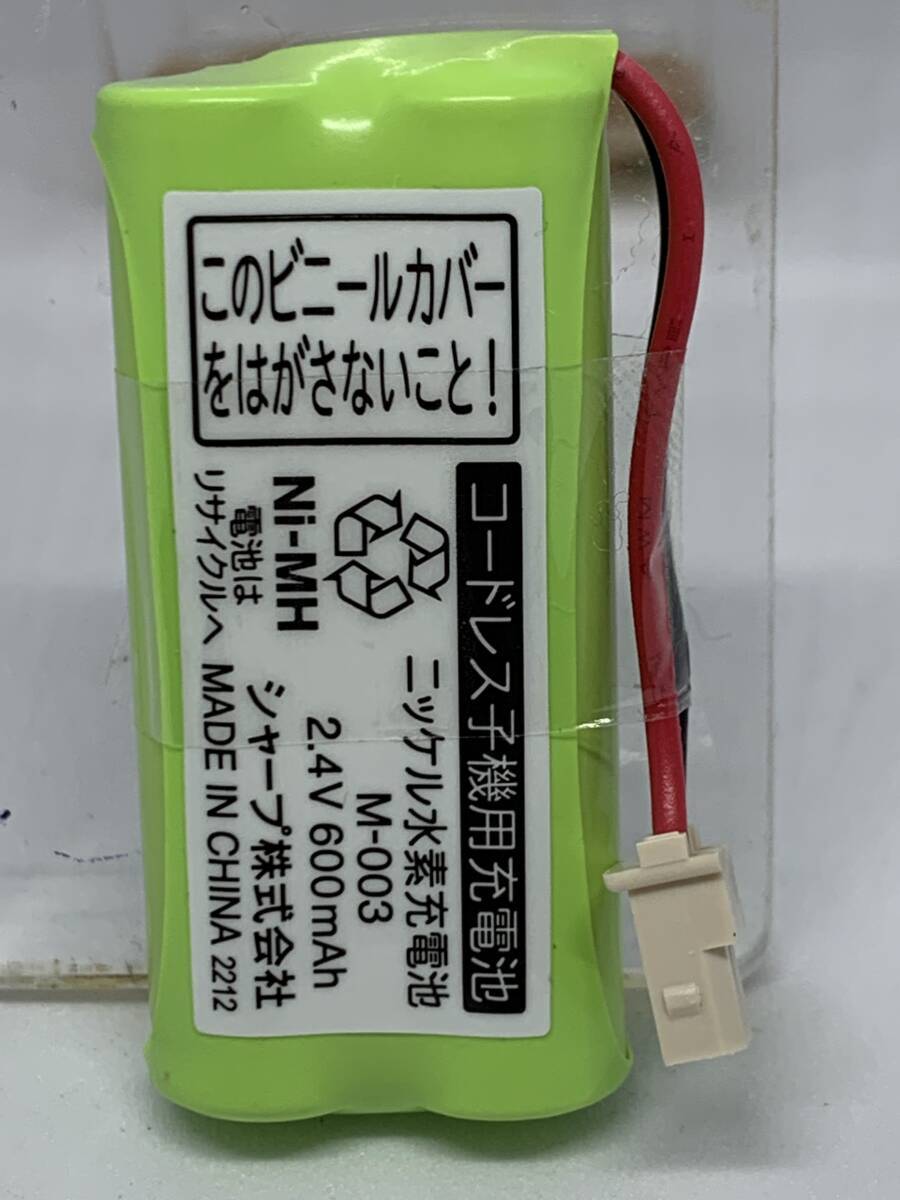 このビニールカバー
をはがさないこと!
コードレス子機用充電池
ニッケル水素充電池
M-003
2.4V 600mAh
シャープ株式会社
Ni-MH
電池は
リサイクルへ
MADE IN CHINA 2212